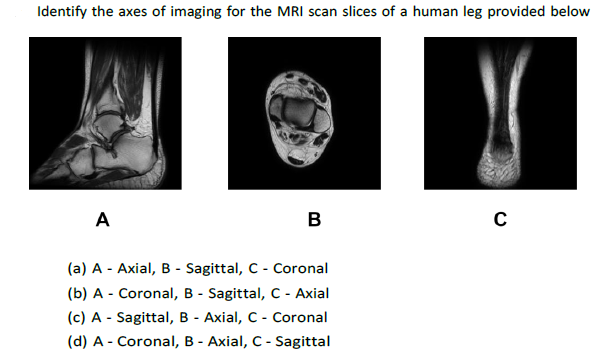 Identify the axes of imaging for the MRI scan slices of a human leg provided below
A B C
(a) A - Axial, B - Sagittal, C - Coronal
(b) A - Coronal, B - Sagittal, C - Axial
(c) A - Sagittal, B - Axial, C - Coronal
(d) A - Coronal, B - Axial, C - Sagittal